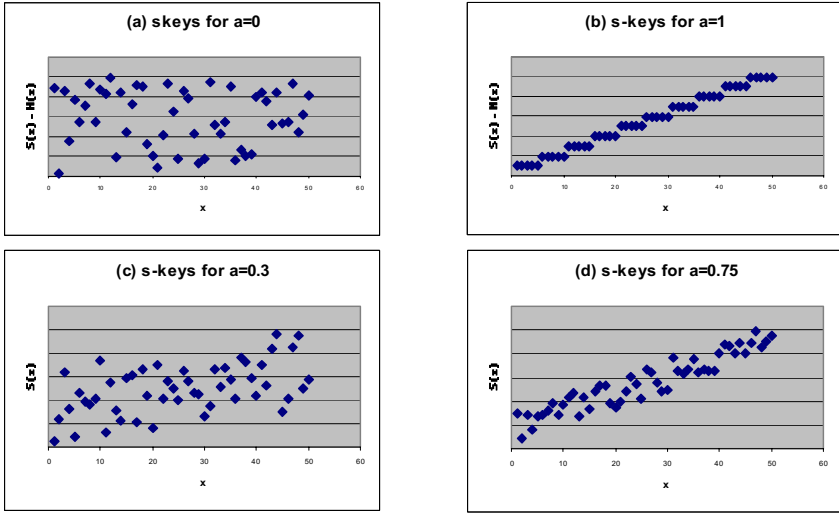 (a) skeys for a=0
S(x) - H(x)
0 10 20 30 40 50 60
x
(b) s-keys for a=1
S(x) - H(x)
0 10 20 30 40 50 60
x
(c) s-keys for a=0.3
S(x)
0 10 20 30 40 50 60
x
(d) s-keys for a=0.75
S(x)
0 10 20 30 40 50 60
x